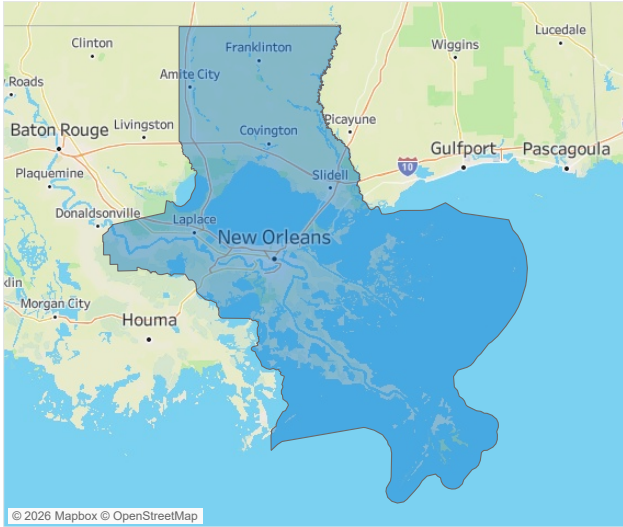 Lucedale
Clinton
Franklinton
Wiggins
Amite City
Roads
Picayune
Livingston
Baton Rouge
Covington
Gulfport
Pascagoula
10
Plaquemine
Slidell
Donaldsonville
Laplace
New Orleans
Morgan City
Houma
© 2026 Mapbox © OpenStreetMap